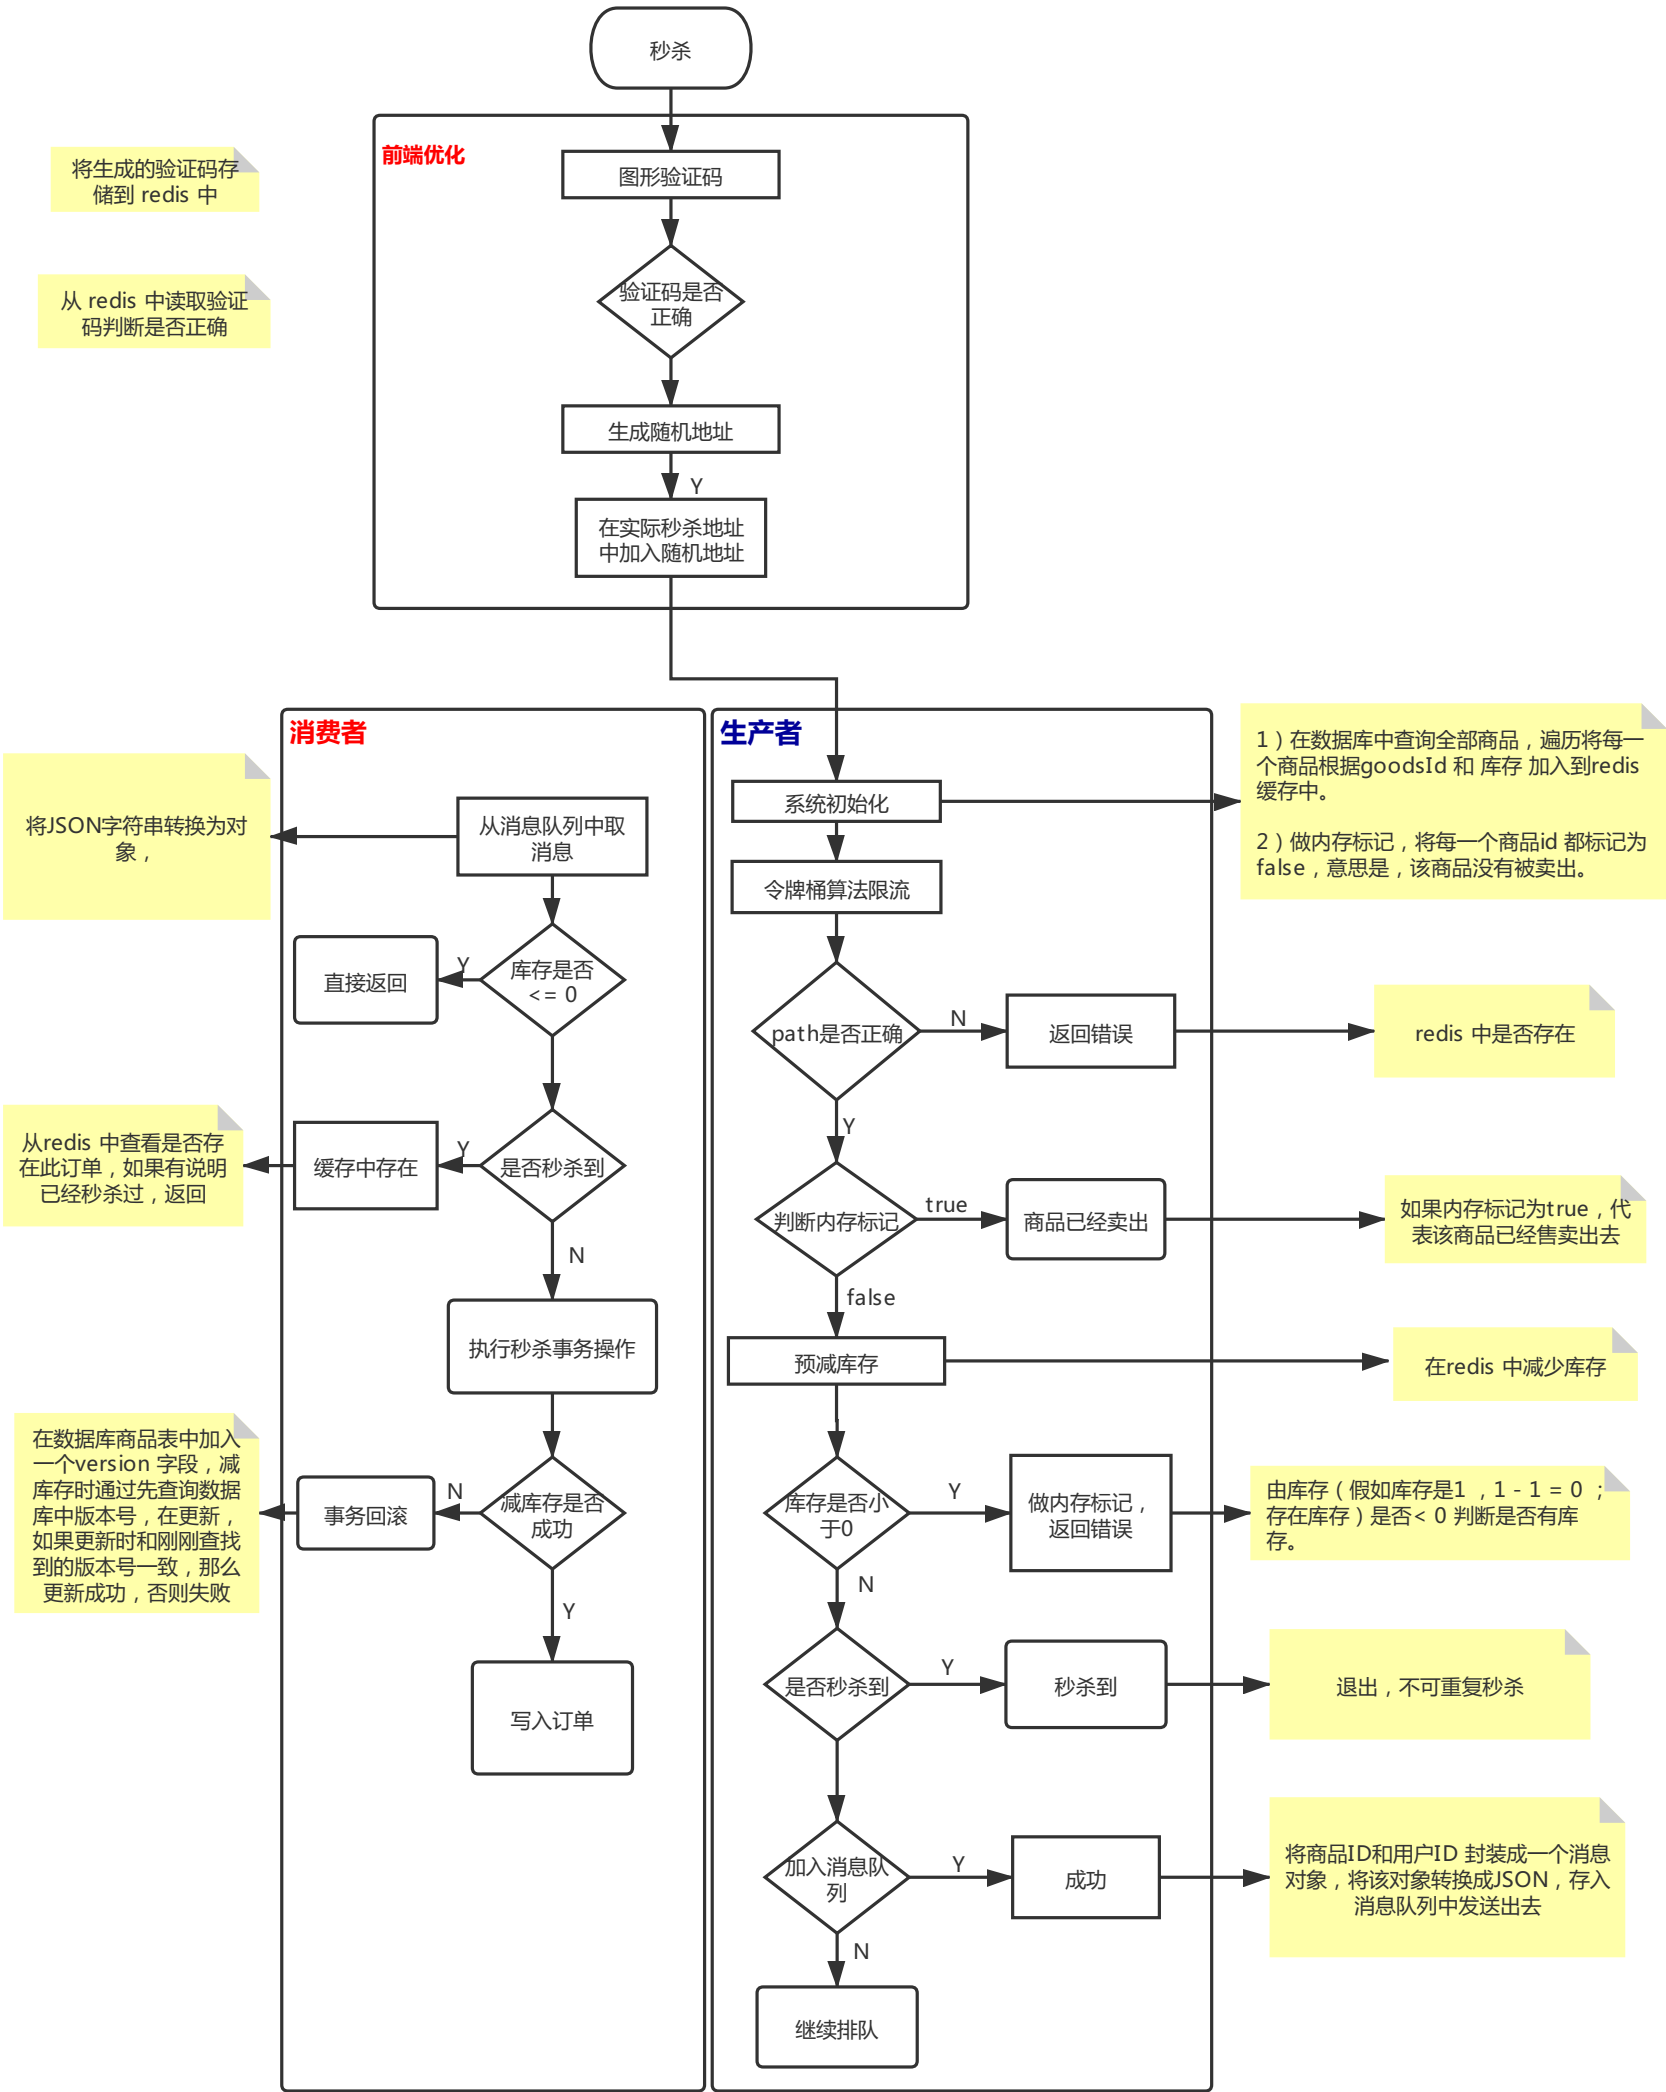 秒杀
前端优化
图形验证码
将生成的验证码存
储到 redis 中
验证码是否
正确
从 redis 中读取验证
码判断是否正确
生成随机地址
Y
在实际秒杀地址
中加入随机地址
消费者
从消息队列中取
消息
将JSON字符串转换为对
象，
库存是否
<= 0
Y
直接返回
是否秒杀到
Y
缓存中存在
从redis 中查看是否存
在此订单，如果有说明
已经秒杀过，返回
N
执行秒杀事务操作
减库存是否
成功
N
事务回滚
在数据库商品表中加入
一个version 字段，减
库存时通过先查询数据
库中版本号，在更新，
如果更新时和刚刚查找
到的版本号一致，那么
更新成功，否则失败
Y
写入订单
生产者
系统初始化
1）在数据库中查询全部商品，遍历将每一
个商品根据goodsId 和 库存 加入到redis
缓存中。
2）做内存标记，将每一个商品id 都标记为
false，意思是，该商品没有被卖出。
令牌桶算法限流
path是否正确
N
返回错误
redis 中是否存在
Y
判断内存标记
true
商品已经卖出
如果内存标记为true，代
表该商品已经售卖出去
false
预减库存
在redis 中减少库存
库存是否小
于0
Y
做内存标记，
返回错误
由库存（假如库存是1 ，1 - 1 = 0 ；
存在库存）是否< 0 判断是否有库
存。
N
是否秒杀到
Y
秒杀到
退出，不可重复秒杀
加入消息队
列
Y
成功
将商品ID和用户ID 封装成一个消息
对象，将该对象转换成JSON，存入
消息队列中发送出去
N
继续排队